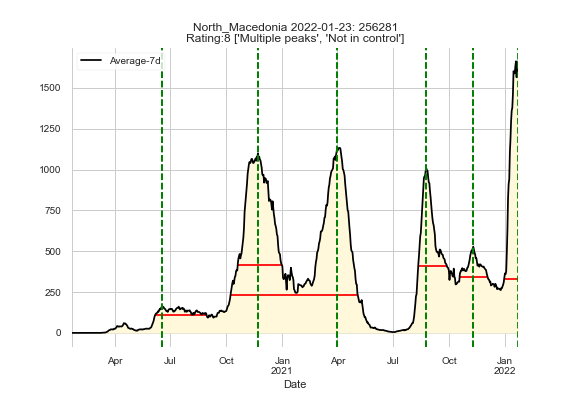 North_Macedonia 2022-01-23: 256281
Rating:8 ['Multiple peaks', 'Not in control']
Average-7d
1500
1250
1000
750
500
250
0
Apr
Jul
Oct
Jan
2021
Apr
Jul
Oct
Jan
2022
Date